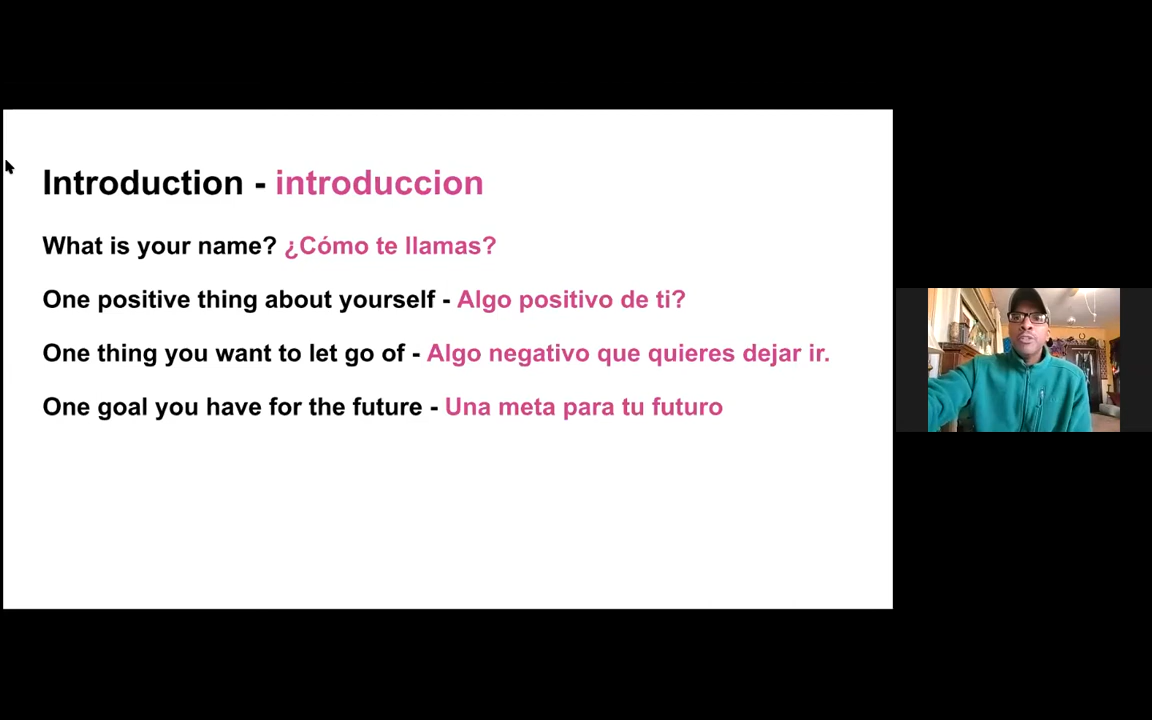 Introduction - introduccion
What is your name? ¿Cómo te llamas?
One positive thing about yourself - Algo positivo de ti?
One thing you want to let go of - Algo negativo que quieres dejar ir.
One goal you have for the future - Una meta para tu futuro